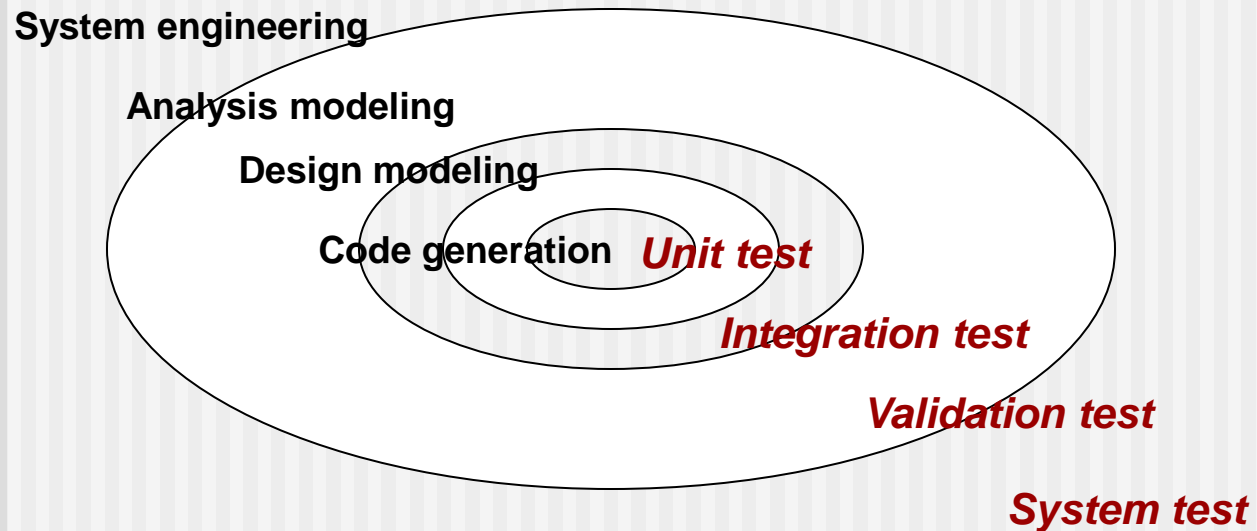 System engineering
Analysis modeling
Design modeling
Code generation
Unit test
Integration test
Validation test
System test